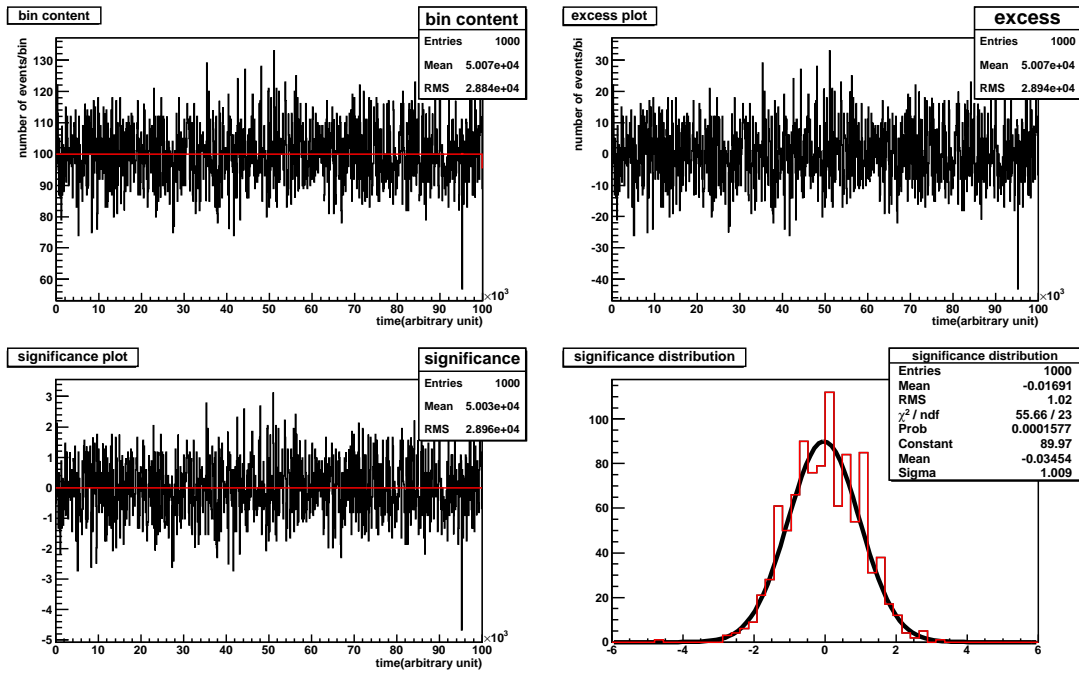 bin content
bin content
Entries 1000
Mean 5.007e+04
RMS 2.884e+04
number of events/bin
130
120
110
100
90
80
70
60
0 10 20 30 40 50 60 70 80 90 100
×10³
time(arbitrary unit)
excess plot
excess
Entries 1000
Mean 5.007e+04
RMS 2.894e+04
number of events/bi
30
20
10
0
-10
-20
-30
-40
0 10 20 30 40 50 60 70 80 90 100
×10³
time(arbitrary unit)
significance plot
significance
Entries 1000
Mean 5.003e+04
RMS 2.896e+04
3
2
1
0
-1
-2
-3
-4
-5
0 10 20 30 40 50 60 70 80 90 100
×10³
time(arbitrary unit)
significance distribution
significance distribution
Entries 1000
Mean -0.01691
RMS 1.02
χ² / ndf 55.66 / 23
Prob 0.0001577
Constant 89.97
Mean -0.03454
Sigma 1.009
100
80
60
40
20
0
-6 -4 -2 0 2 4 6